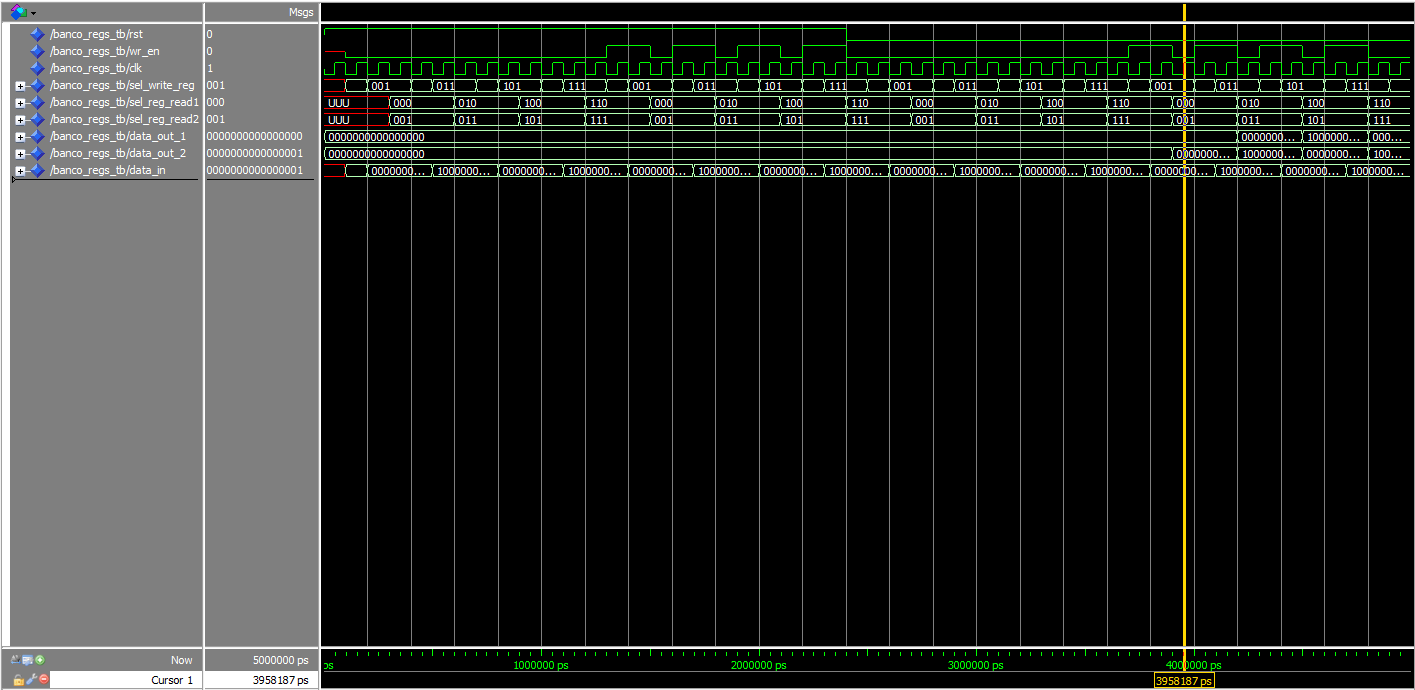 Msgs
/banco_regs_tb/rst 0
/banco_regs_tb/wr_en 0
/banco_regs_tb/clk 1
/banco_regs_tb/sel_write_reg 001 001 011 101 111 001 011 101 111 001 011 101 111 001 011 101 111
/banco_regs_tb/sel_reg_read1 000 UUU 000 010 100 110 000 010 100 110 000 010 100 110 000 010 100 110
/banco_regs_tb/sel_reg_read2 001 UUU 001 011 101 111 001 011 101 111 001 011 101 111 001 011 101 111
/banco_regs_tb/data_out_1 0000000000000000 0000000000000000 0000000... 1000000... 000...
/banco_regs_tb/data_out_2 0000000000000001 0000000000000000 0000000... 1000000... 0000000... 100...
/banco_regs_tb/data_in 0000000000000001 0000000... 1000000... 0000000... 1000000... 0000000... 1000000... 0000000... 1000000... 0000000... 1000000... 0000000... 1000000... 0000000... 1000000... 0000000... 1000000...
Now 5000000 ps ps 1000000 ps 2000000 ps 3000000 ps 4000000 ps
Cursor 1 3958187 ps 3958187 ps